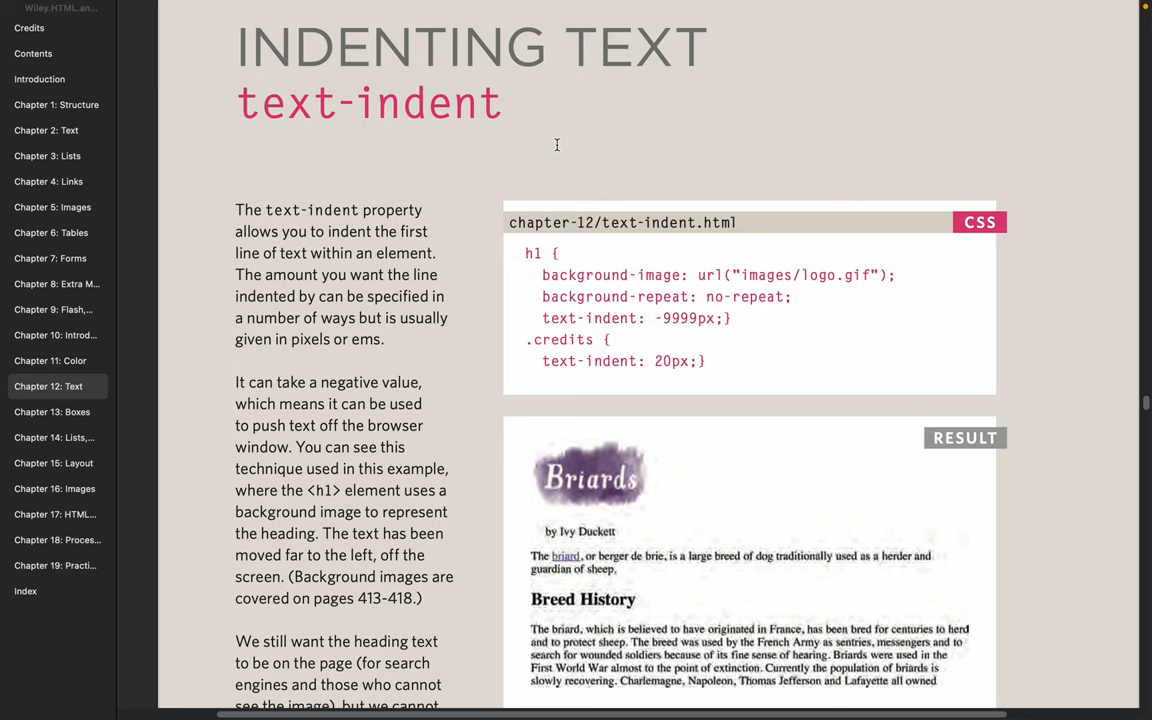 Wiley.HTML.an...
Credits
Contents
Introduction
Chapter 1: Structure
Chapter 2: Text
Chapter 3: Lists
Chapter 4: Links
Chapter 5: Images
Chapter 6: Tables
Chapter 7: Forms
Chapter 8: Extra M...
Chapter 9: Flash,...
Chapter 10: Introd...
Chapter 11: Color
Chapter 12: Text
Chapter 13: Boxes
Chapter 14: Lists,...
Chapter 15: Layout
Chapter 16: Images
Chapter 17: HTML...
Chapter 18: Proces...
Chapter 19: Practi...
Index
INDENTING TEXT
text-indent
The text-indent property
allows you to indent the first
line of text within an element.
The amount you want the line
indented by can be specified in
a number of ways but is usually
given in pixels or ems.
It can take a negative value,
which means it can be used
to push text off the browser
window. You can see this
technique used in this example,
where the <h1> element uses a
background image to represent
the heading. The text has been
moved far to the left, off the
screen. (Background images are
covered on pages 413-418.)
We still want the heading text
to be on the page (for search
engines and those who cannot
see the image), but we cannot
chapter-12/text-indent.html
CSS
h1 {
background-image: url("images/logo.gif");
background-repeat: no-repeat;
text-indent: -9999px;}
.credits {
text-indent: 20px;}
RESULT
Briards
by Ivy Duckett
The briard, or berger de brie, is a large breed of dog traditionally used as a herder and
guardian of sheep.
Breed History
The briard, which is believed to have originated in France, has been bred for centuries to herd
and to protect sheep. The breed was used by the French Army as sentries, messengers and to
search for wounded soldiers because of its fine sense of hearing. Briards were used in the
First World War almost to the point of extinction. Currently the population of briards is
slowly recovering. Charlemagne, Napoleon, Thomas Jefferson and Lafayette all owned